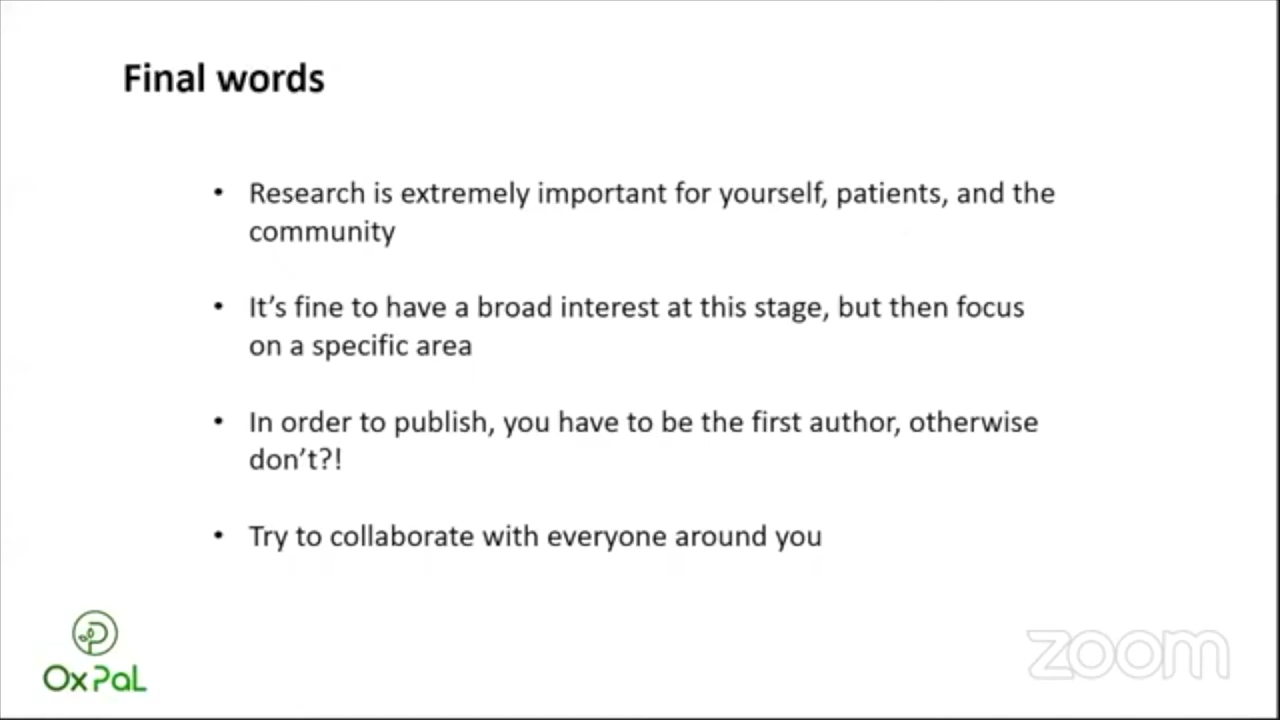 Final words
• Research is extremely important for yourself, patients, and the
community
• It’s fine to have a broad interest at this stage, but then focus
on a specific area
• In order to publish, you have to be the first author, otherwise
don’t?!
• Try to collaborate with everyone around you
OxPaL
zoom